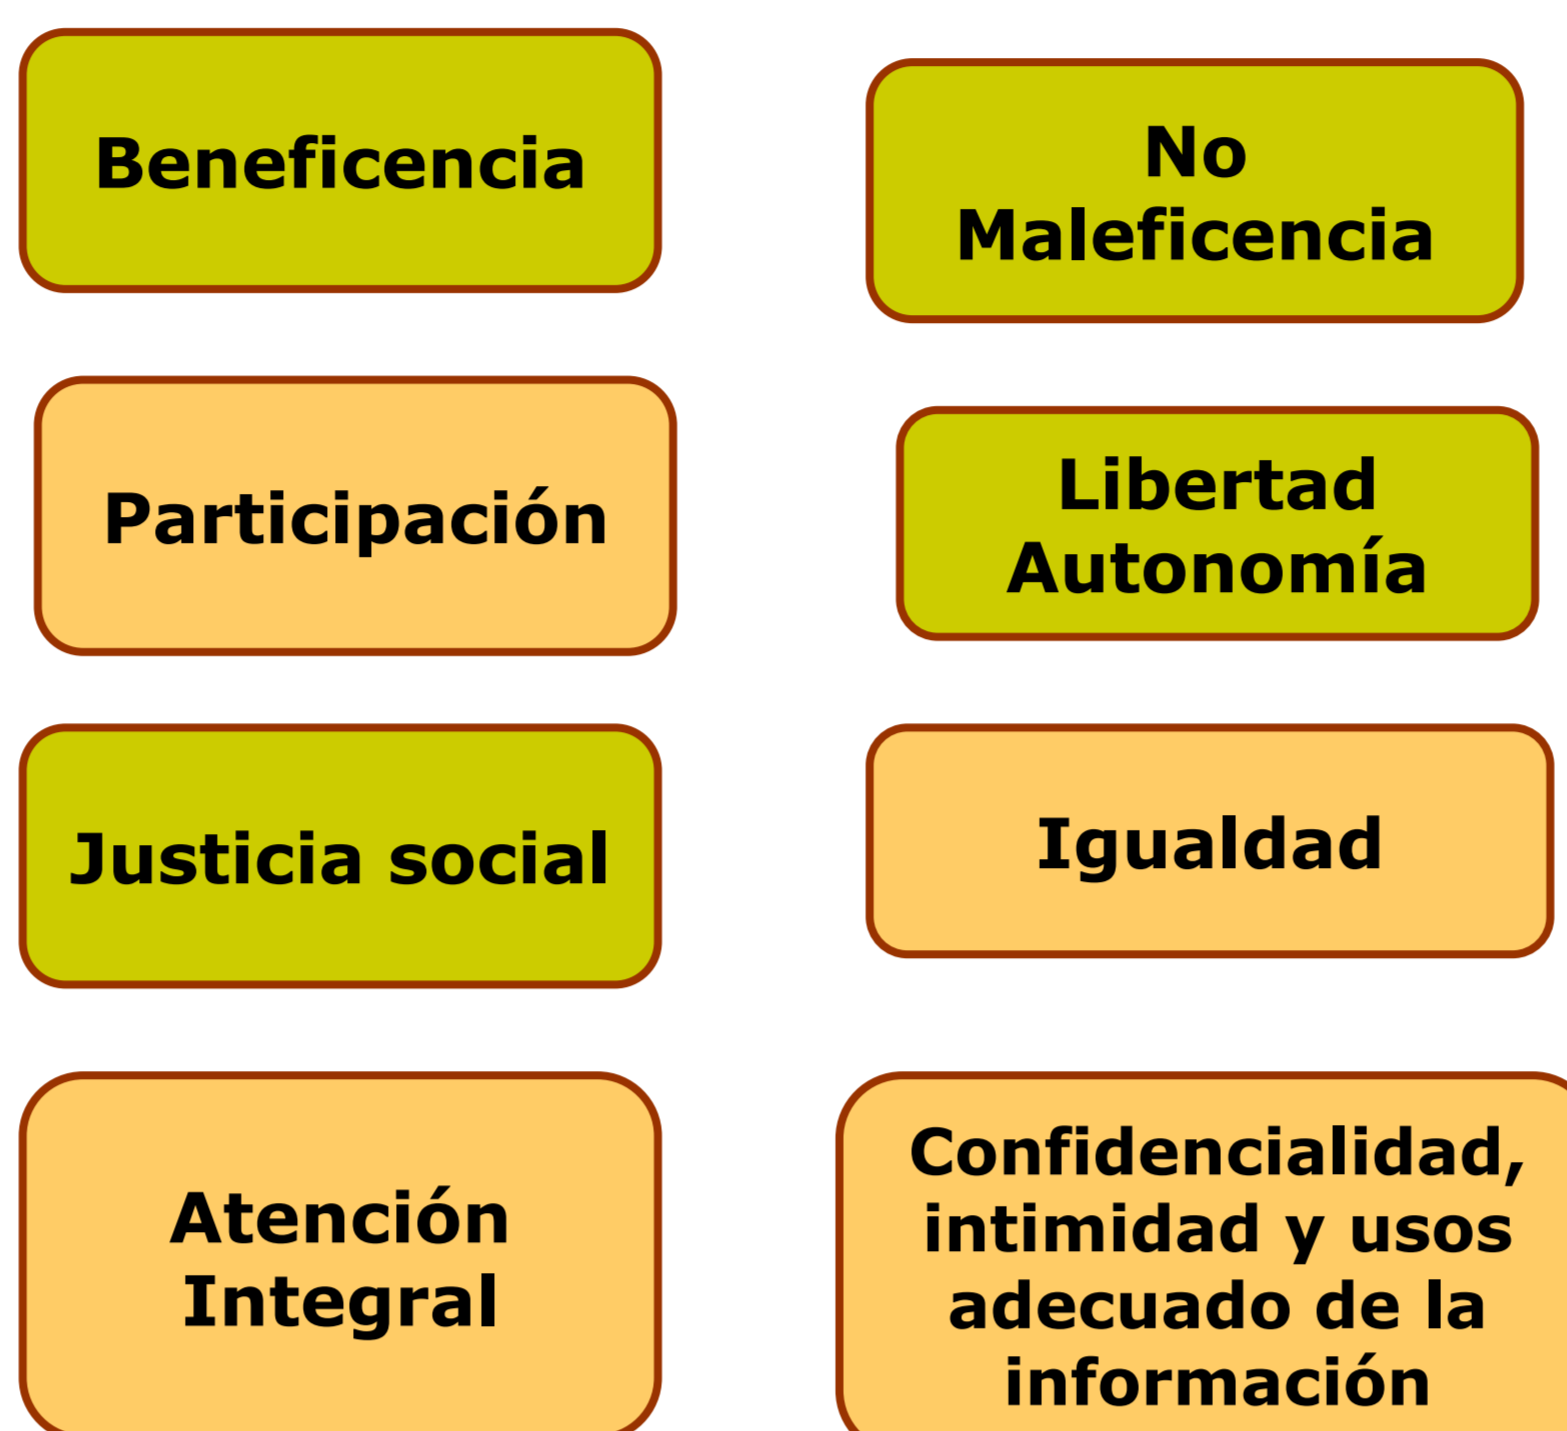 Beneficencia
No
Maleficencia
Participación
Libertad
Autonomía
Justicia social
Igualdad
Atención
Integral
Confidencialidad,
intimidad y usos
adecuado de la
información